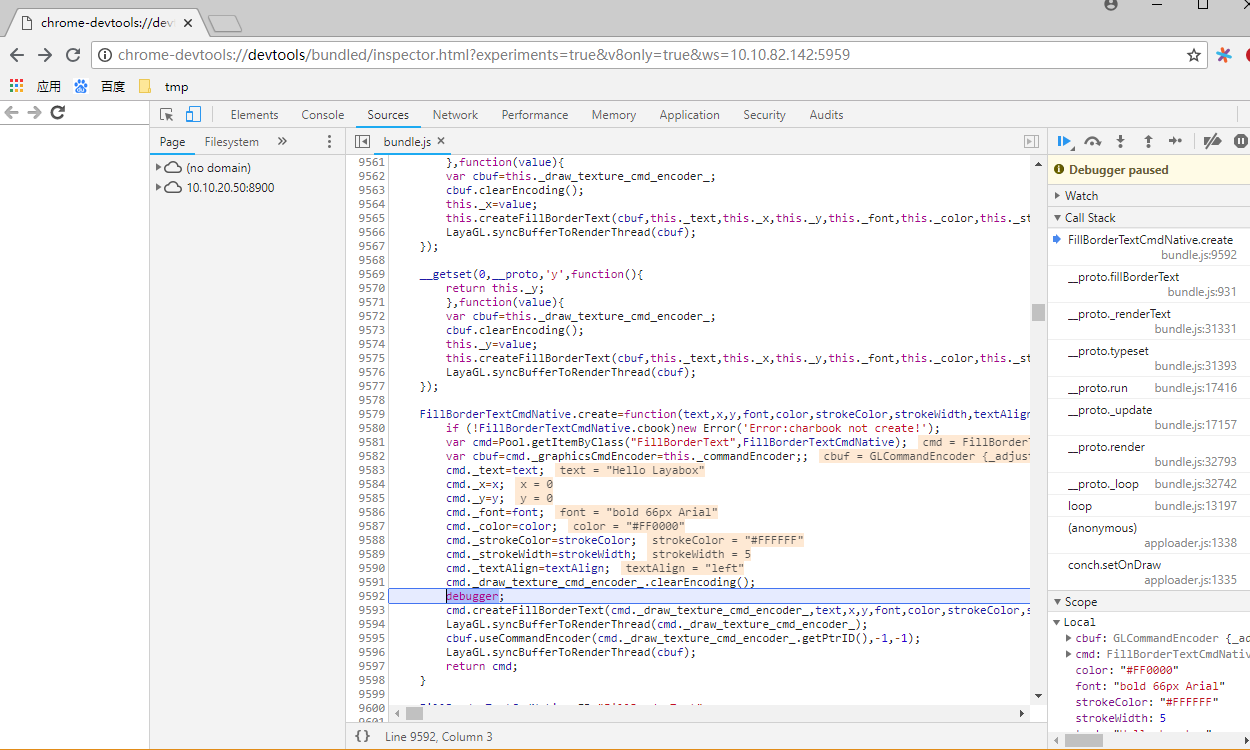 chrome-devtools://dev
chrome-devtools://devtools/bundled/inspector.html?experiments=true&v8only=true&ws=10.10.82.142:5959
应用 百度 tmp
Elements Console Sources Network Performance Memory Application Security Audits
Page Filesystem »
bundle.js ×
(no domain)
10.10.20.50:8900
9561 },function(value){
9562 var cbuf=this._draw_texture_cmd_encoder_;
9563 cbuf.clearEncoding();
9564 this._x=value;
9565 this.createFillBorderText(cbuf,this._text,this._x,this._y,this._font,this._color,this._st
9566 LayaGL.syncBufferToRenderThread(cbuf);
9567 });
9568
9569 __getset(0,__proto,'y',function(){
9570 return this._y;
9571 },function(value){
9572 var cbuf=this._draw_texture_cmd_encoder_;
9573 cbuf.clearEncoding();
9574 this._y=value;
9575 this.createFillBorderText(cbuf,this._text,this._x,this._y,this._font,this._color,this._st
9576 LayaGL.syncBufferToRenderThread(cbuf);
9577 });
9578
9579 FillBorderTextCmdNative.create=function(text,x,y,font,color,strokeColor,strokeWidth,textAlign
9580 if (!FillBorderTextCmdNative.cbook)new Error('Error:charbook not create!');
9581 var cmd=Pool.getItemByClass("FillBorderText",FillBorderTextCmdNative); cmd = FillBorderT
9582 var cbuf=cmd._graphicsCmdEncoder=this._commandEncoder;; cbuf = GLCommandEncoder {_adjust
9583 cmd._text=text; text = "Hello Layabox"
9584 cmd._x=x; x = 0
9585 cmd._y=y; y = 0
9586 cmd._font=font; font = "bold 66px Arial"
9587 cmd._color=color; color = "#FF0000"
9588 cmd._strokeColor=strokeColor; strokeColor = "#FFFFFF"
9589 cmd._strokeWidth=strokeWidth; strokeWidth = 5
9590 cmd._textAlign=textAlign; textAlign = "left"
9591 cmd._draw_texture_cmd_encoder_.clearEncoding();
9592 debugger;
9593 cmd.createFillBorderText(cmd._draw_texture_cmd_encoder_,text,x,y,font,color,strokeColor,s
9594 LayaGL.syncBufferToRenderThread(cmd._draw_texture_cmd_encoder_);
9595 cbuf.useCommandEncoder(cmd._draw_texture_cmd_encoder_.getPtrID(),-1,-1);
9596 LayaGL.syncBufferToRenderThread(cbuf);
9597 return cmd;
9598 }
9599
9600
{} Line 9592, Column 3
Debugger paused
Watch
Call Stack
FillBorderTextCmdNative.create
bundle.js:9592
__proto.fillBorderText
bundle.js:931
__proto._renderText
bundle.js:31331
__proto.typeset
bundle.js:31393
__proto.run bundle.js:17416
__proto._update
bundle.js:17157
__proto.render
bundle.js:32793
__proto._loop bundle.js:32742
loop bundle.js:13197
(anonymous)
apploader.js:1338
conch.setOnDraw
apploader.js:1335
Scope
Local
cbuf: GLCommandEncoder {_a
cmd: FillBorderTextCmdNativ
color: "#FF0000"
font: "bold 66px Arial"
strokeColor: "#FFFFFF"
strokeWidth: 5